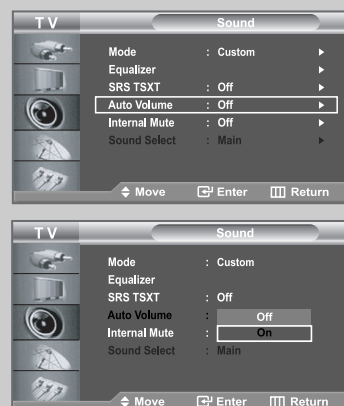 TV Sound
Mode : Custom
Equalizer
SRS TSXT : Off
Auto Volume : Off
Internal Mute : Off
Sound Select : Main
Move Enter Return
TV Sound
Mode : Custom
Equalizer
SRS TSXT : Off
Auto Volume : Off
Internal Mute : On
Sound Select : Main
Move Enter Return